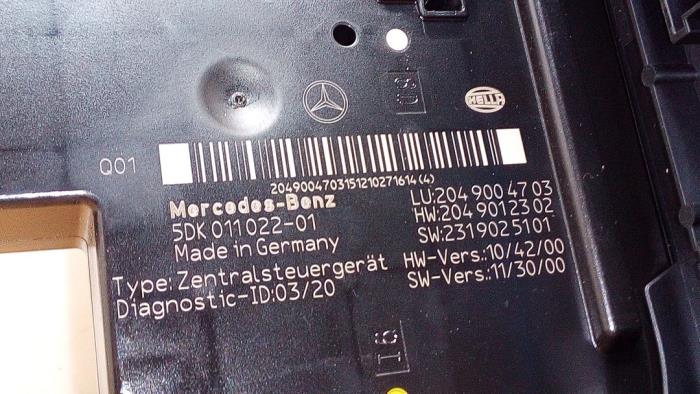 HELLA
Q01
2049004703151210271614(4)
Mercedes-Benz
5DK 011 022-01
Made in Germany
Type: Zentralsteuergerät
Diagnostic-ID:03/20
LU:204 900 47 03
HW:204 901 23 02
SW:231 902 51 01
HW-Vers.:10/42/00
SW-Vers.:11/30/00